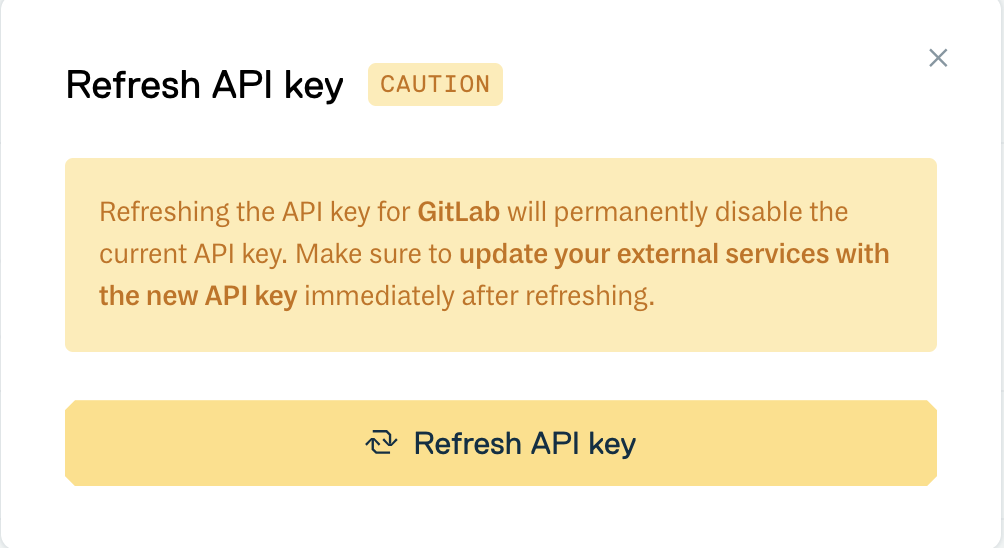 Refresh API key CAUTION
Refreshing the API key for GitLab will permanently disable the
current API key. Make sure to update your external services with
the new API key immediately after refreshing.
Refresh API key